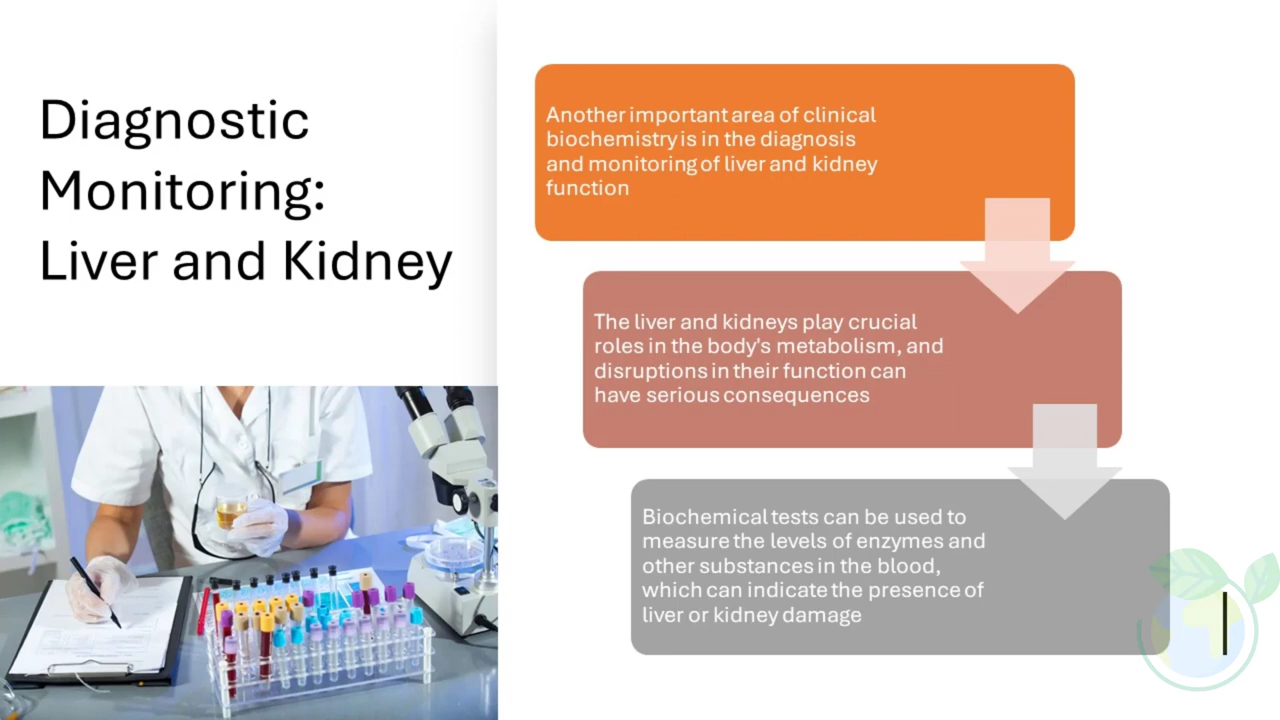 Diagnostic
Monitoring:
Liver and Kidney
Another important area of clinical
biochemistry is in the diagnosis
and monitoring of liver and kidney
function
The liver and kidneys play crucial
roles in the body's metabolism, and
disruptions in their function can
have serious consequences
Biochemical tests can be used to
measure the levels of enzymes and
other substances in the blood,
which can indicate the presence of
liver or kidney damage